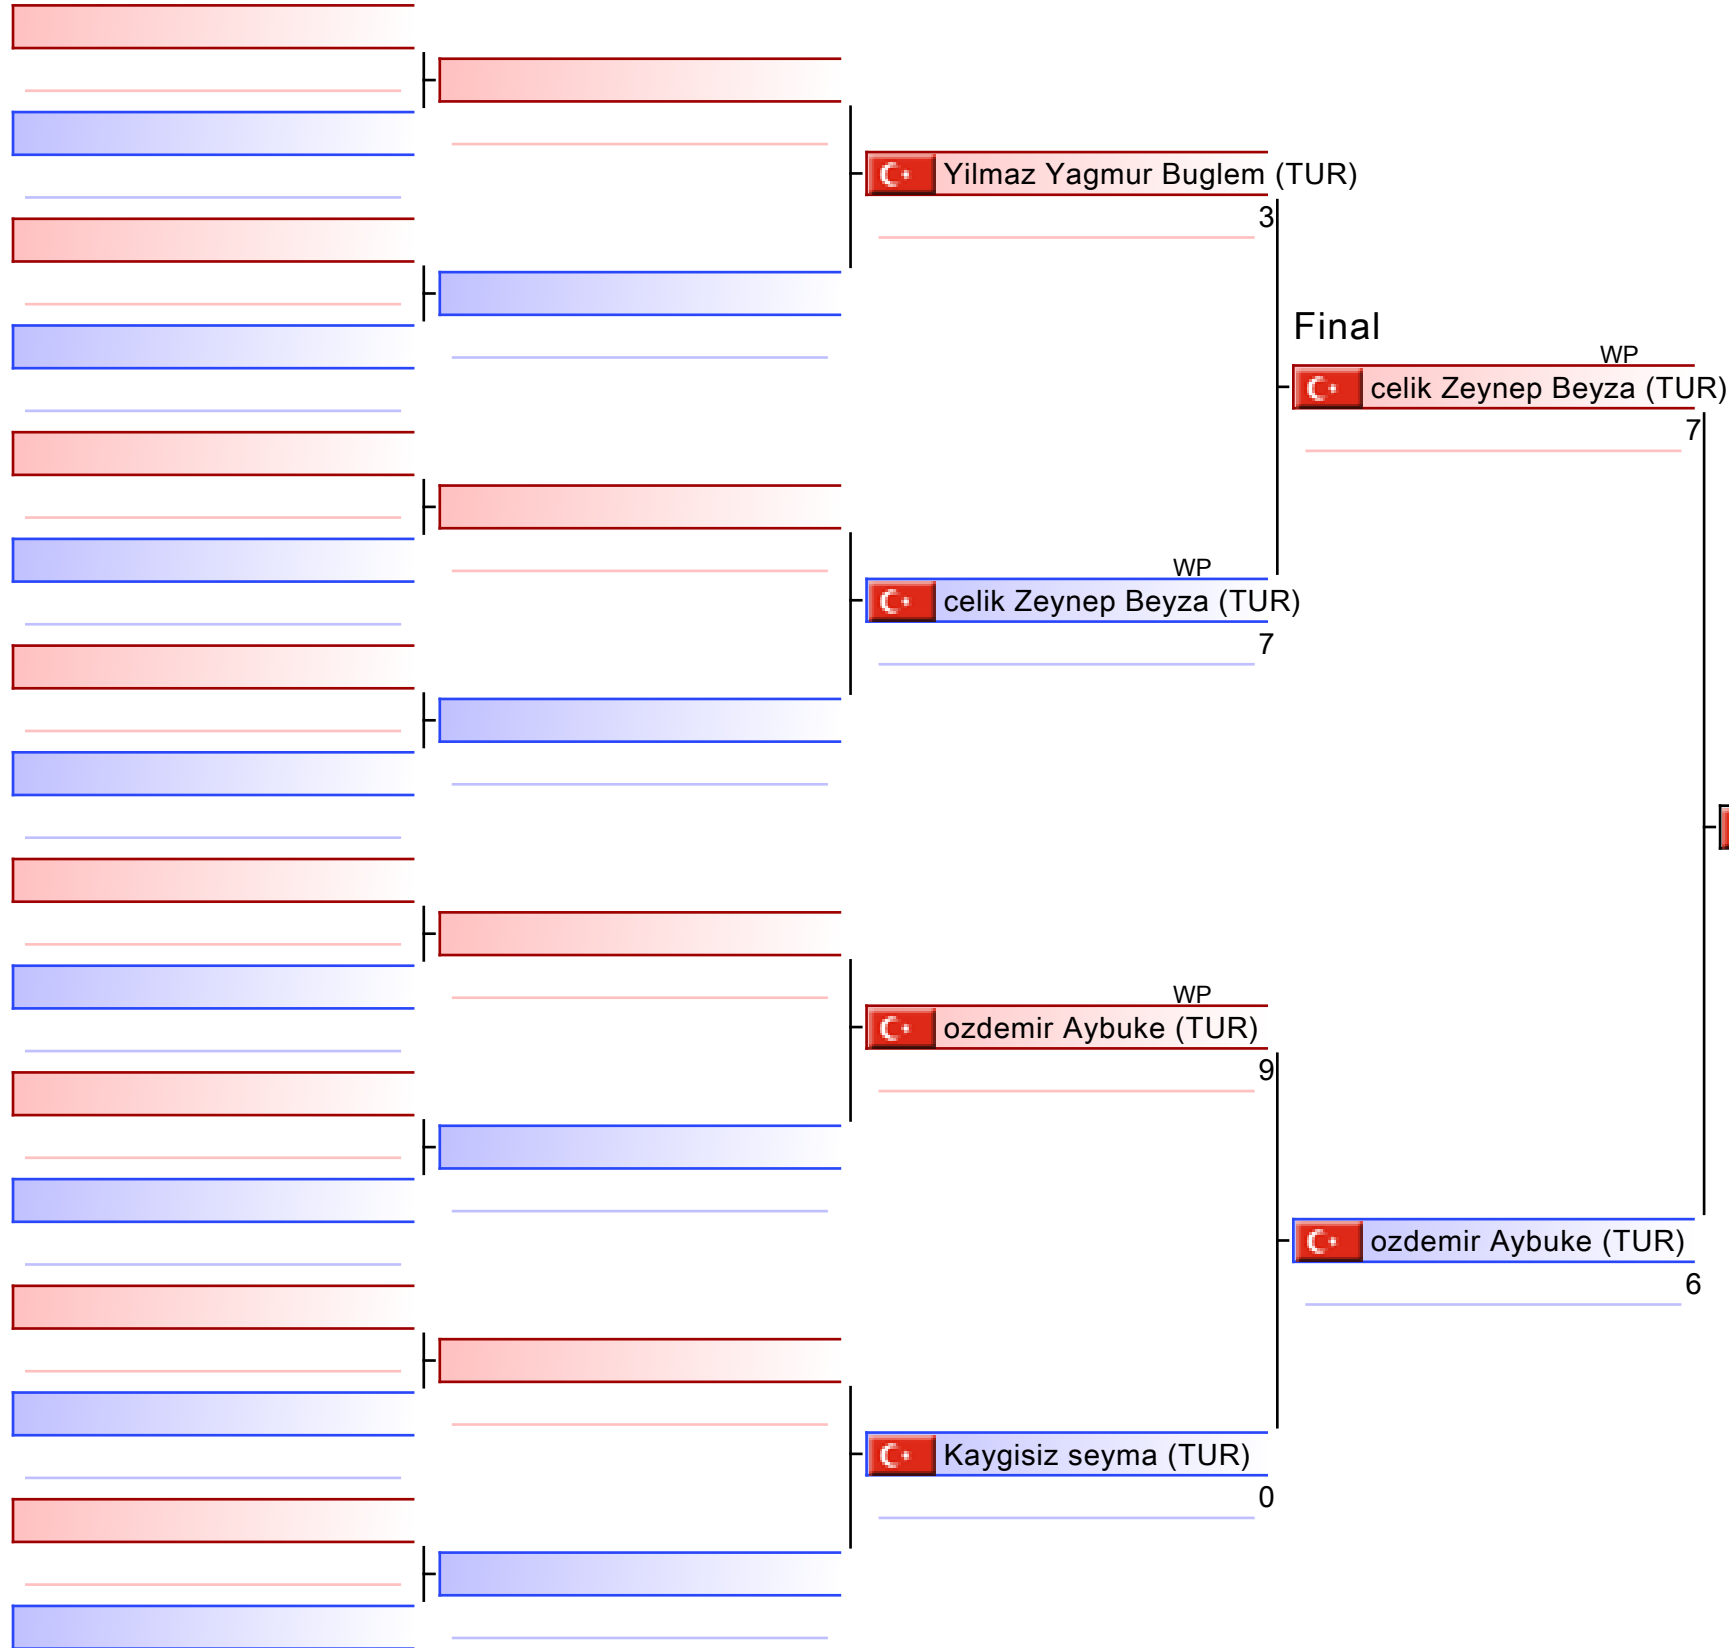 Yilmaz Yagmur Buglem (TUR)
3
Final
WP
celik Zeynep Beyza (TUR)
7
WP
celik Zeynep Beyza (TUR)
7
WP
ozdemir Aybuke (TUR)
9
ozdemir Aybuke (TUR)
6
Kaygisiz seyma (TUR)
0